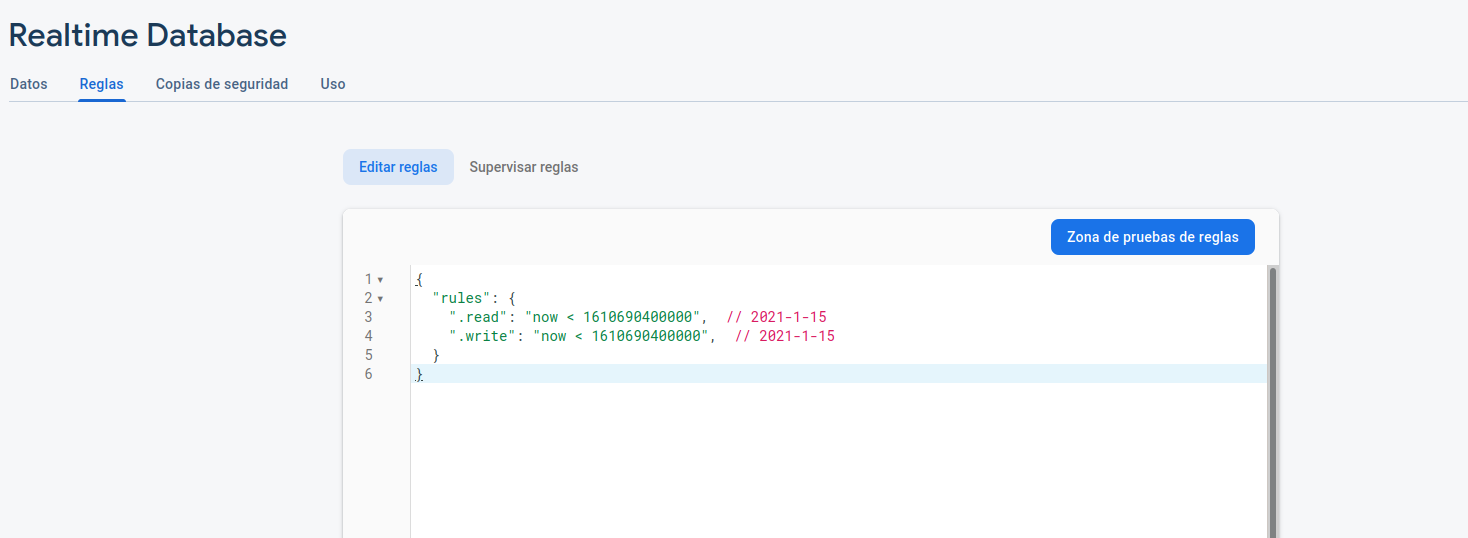 Realtime Database
Datos Reglas Copias de seguridad Uso
Editar reglas Supervisar reglas
Zona de pruebas de reglas
1 {
2 "rules": {
3 ".read": "now < 1610690400000", // 2021-1-15
4 ".write": "now < 1610690400000", // 2021-1-15
5 }
6 }